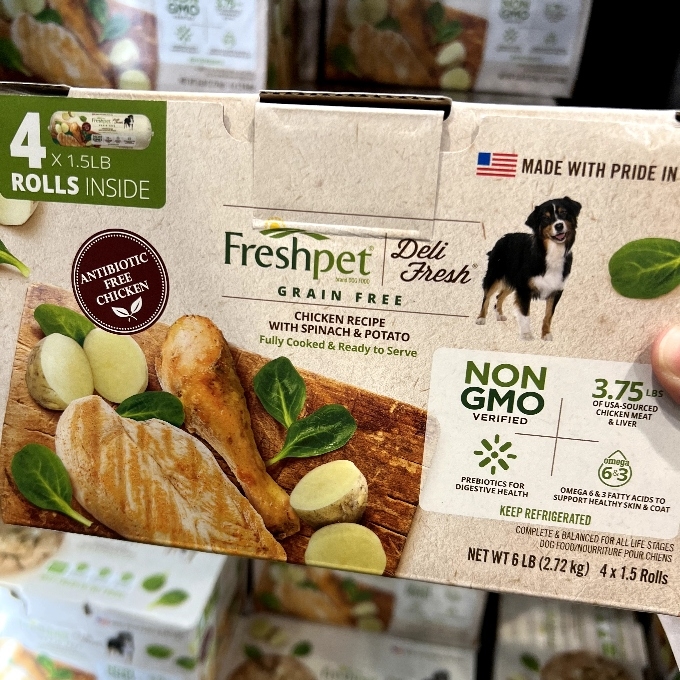 4 X 1.5LB
ROLLS INSIDE
MADE WITH PRIDE IN
ANTIBIOTIC
FREE
CHICKEN
Freshpet®
Deli
Fresh®
GRAIN FREE
CHICKEN RECIPE
WITH SPINACH & POTATO
Fully Cooked & Ready to Serve
NON
GMO
VERIFIED
3.75 LBS
OF USA-SOURCED
CHICKEN MEAT
& LIVER
PREBIOTICS FOR
DIGESTIVE HEALTH
omega
6&3
OMEGA 6 & 3 FATTY ACIDS TO
SUPPORT HEALTHY SKIN & COAT
KEEP REFRIGERATED
COMPLETE & BALANCED FOR ALL LIFE STAGES
DOG FOOD/NOURRITURE POUR CHIENS
NET WT 6 LB (2.72 kg) 4 x 1.5 Rolls